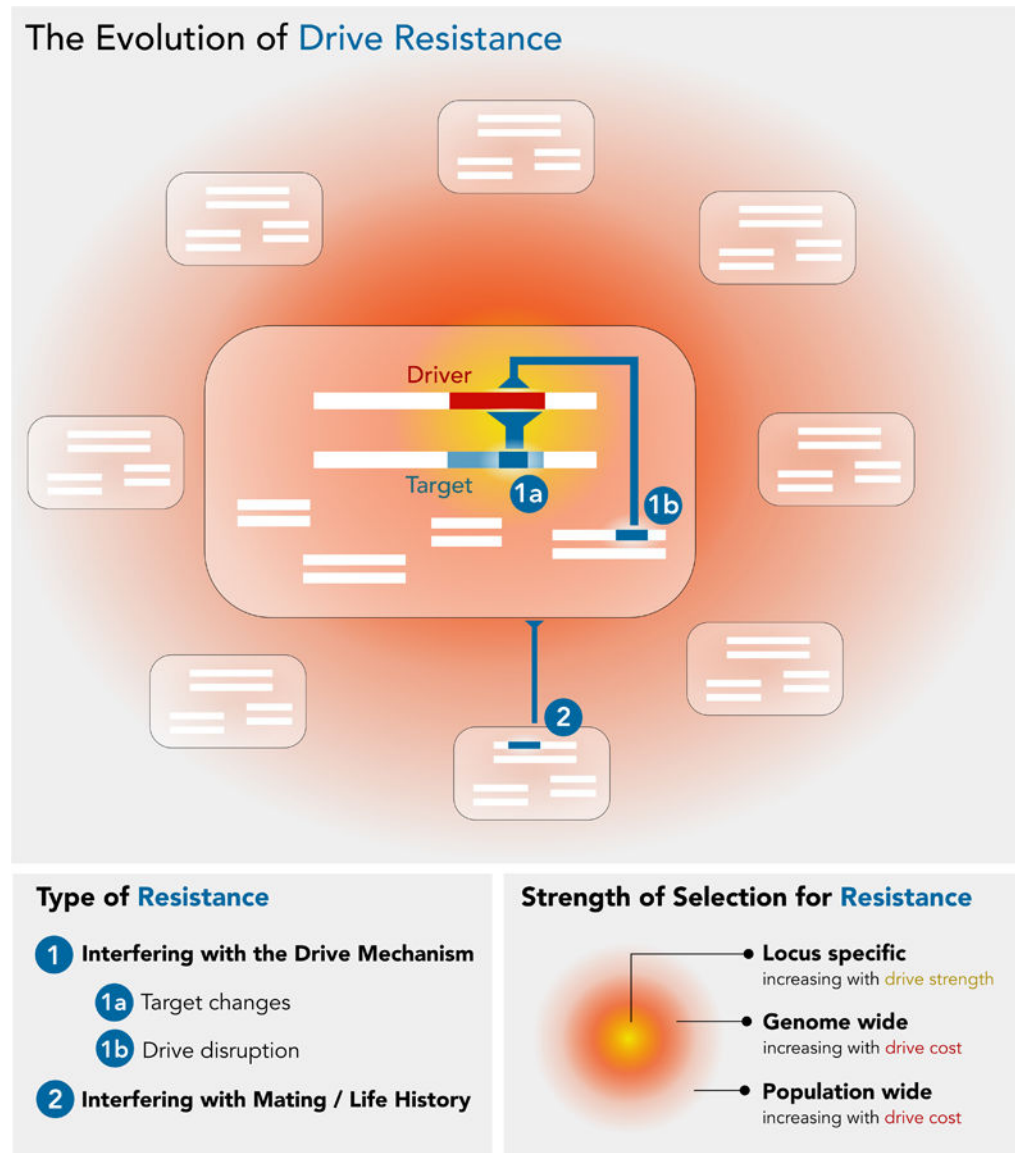 The Evolution of Drive Resistance
Driver
Target
1a
1b
2
Type of Resistance
1 Interfering with the Drive Mechanism
1a Target changes
1b Drive disruption
2 Interfering with Mating / Life History
Strength of Selection for Resistance
Locus specific
increasing with drive strength
Genome wide
increasing with drive cost
Population wide
increasing with drive cost